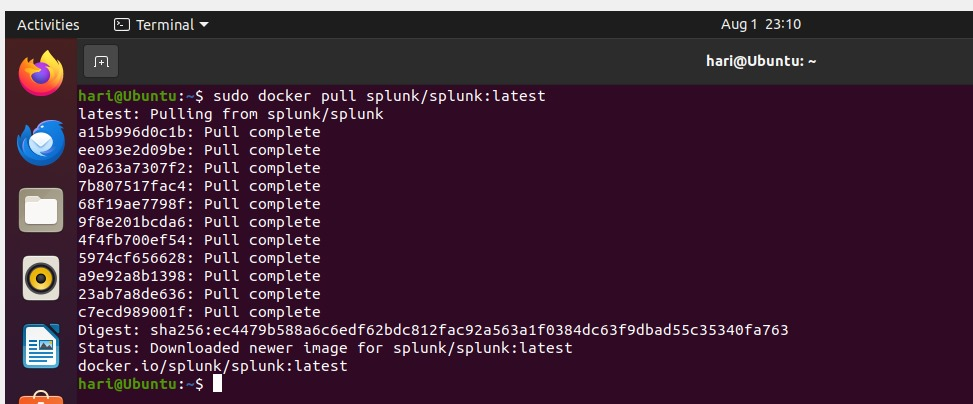 Activities
Terminal
Aug 1 23:10
hari@Ubuntu: ~
hari@Ubuntu:~$ sudo docker pull splunk/splunk:latest
latest: Pulling from splunk/splunk
a15b996d0c1b: Pull complete
ee093e2d09be: Pull complete
0a263a7307f2: Pull complete
7b807517fac4: Pull complete
68f19ae7798f: Pull complete
9f8e201bcda6: Pull complete
4f4fb700ef54: Pull complete
5974cf656628: Pull complete
a9e92a8b1398: Pull complete
23ab7a8de636: Pull complete
c7ecd989001f: Pull complete
Digest: sha256:ec4479b588a6c6edf62bdc812fac92a563a1f0384dc63f9dbad55c35340fa763
Status: Downloaded newer image for splunk/splunk:latest
docker.io/splunk/splunk:latest
hari@Ubuntu:~$